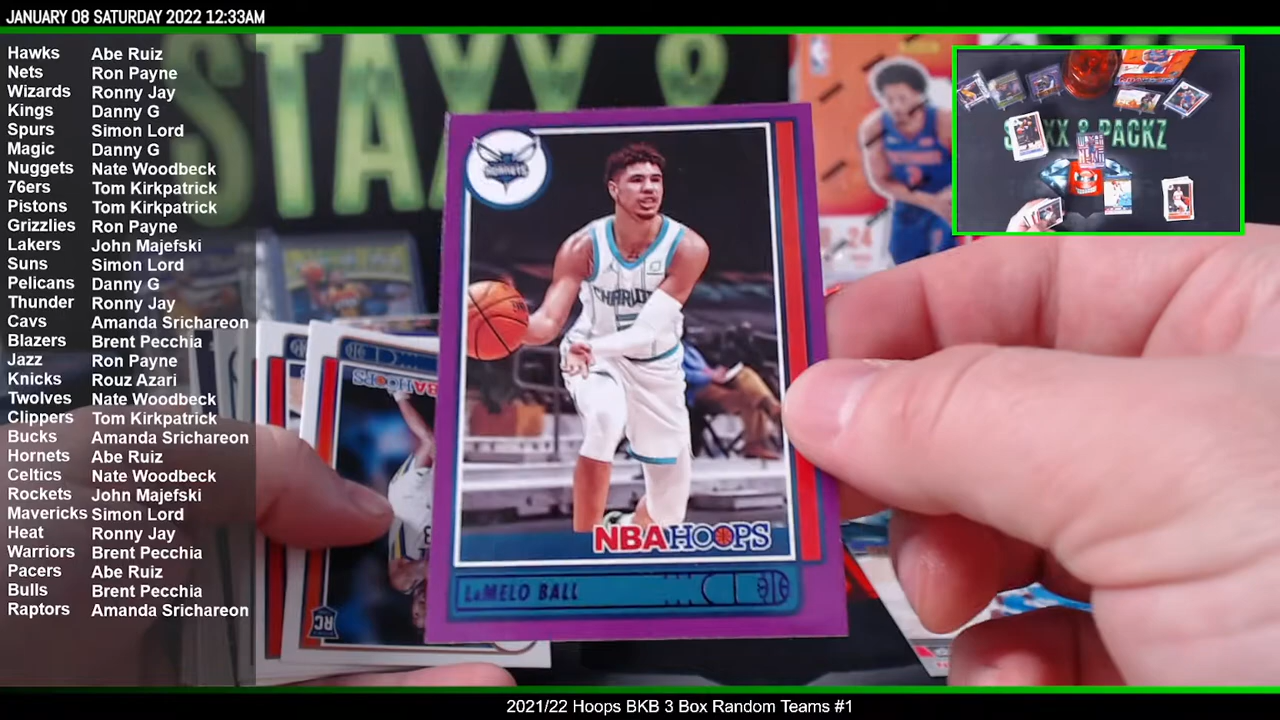 JANUARY 08 SATURDAY 2022 12:33AM
Hawks Abe Ruiz
Nets Ron Payne
Wizards Ronny Jay
Kings Danny G
Spurs Simon Lord
Magic Danny G
Nuggets Nate Woodbeck
76ers Tom Kirkpatrick
Pistons Tom Kirkpatrick
Grizzlies Ron Payne
Lakers John Majefski
Suns Simon Lord
Pelicans Danny G
Thunder Ronny Jay
Cavs Amanda Srichareon
Blazers Brent Pecchia
Jazz Ron Payne
Knicks Rouz Azari
Twolves Nate Woodbeck
Clippers Tom Kirkpatrick
Bucks Amanda Srichareon
Hornets Abe Ruiz
Celtics Nate Woodbeck
Rockets John Majefski
Mavericks Simon Lord
Heat Ronny Jay
Warriors Brent Pecchia
Pacers Abe Ruiz
Bulls Brent Pecchia
Raptors Amanda Srichareon
STAXX &
HORNETS
CHARLO
NBA HOOPS
LaMELO BALL
HOOPS
RC
& PACKZ
2021/22 Hoops BKB 3 Box Random Teams #1